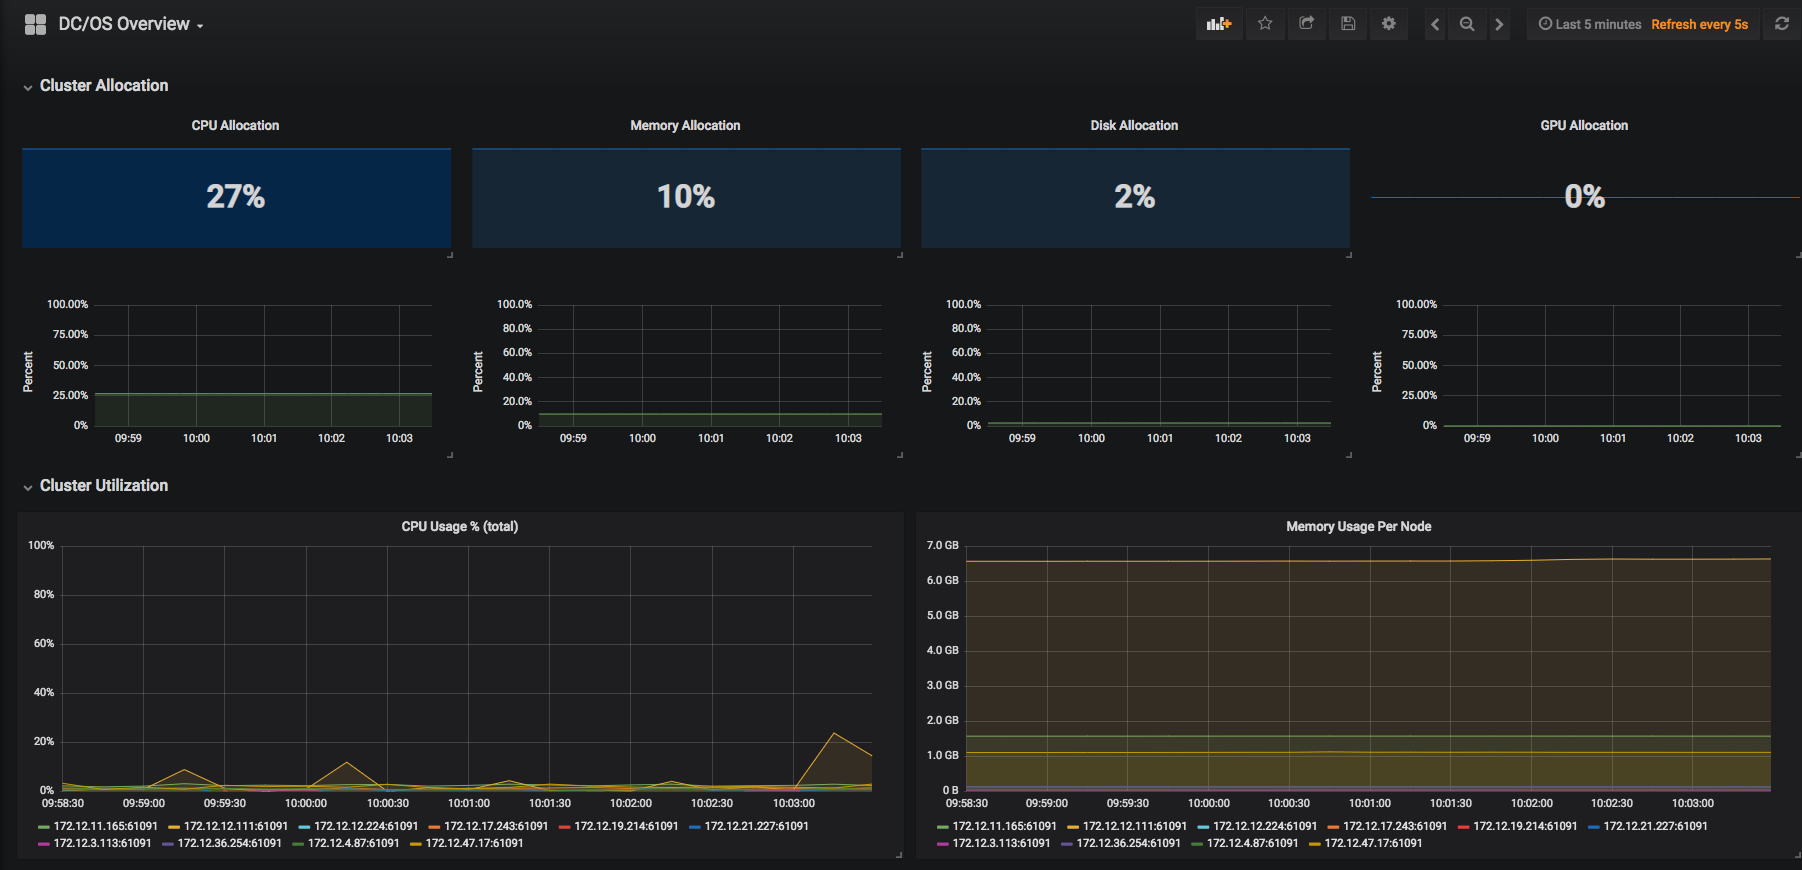 DC/OS Overview
Last 5 minutes Refresh every 5s
Cluster Allocation
CPU Allocation
27%
Memory Allocation
10%
Disk Allocation
2%
GPU Allocation
0%
Percent
100.00%
75.00%
50.00%
25.00%
0%
09:59 10:00 10:01 10:02 10:03
Percent
100.0%
80.0%
60.0%
40.0%
20.0%
0%
09:59 10:00 10:01 10:02 10:03
Percent
100.0%
80.0%
60.0%
40.0%
20.0%
0%
09:59 10:00 10:01 10:02 10:03
Percent
100.00%
75.00%
50.00%
25.00%
0%
09:59 10:00 10:01 10:02 10:03
Cluster Utilization
CPU Usage % (total)
100%
80%
60%
40%
20%
0%
09:58:30 09:59:00 09:59:30 10:00:00 10:00:30 10:01:00 10:01:30 10:02:00 10:02:30 10:03:00
172.12.11.165:61091 172.12.12.111:61091 172.12.12.224:61091 172.12.17.243:61091 172.12.19.214:61091 172.12.21.227:61091
172.12.3.113:61091 172.12.36.254:61091 172.12.4.87:61091 172.12.47.17:61091
Memory Usage Per Node
7.0 GB
6.0 GB
5.0 GB
4.0 GB
3.0 GB
2.0 GB
1.0 GB
0 B
09:58:30 09:59:00 09:59:30 10:00:00 10:00:30 10:01:00 10:01:30 10:02:00 10:02:30 10:03:00
172.12.11.165:61091 172.12.12.111:61091 172.12.12.224:61091 172.12.17.243:61091 172.12.19.214:61091 172.12.21.227:61091
172.12.3.113:61091 172.12.36.254:61091 172.12.4.87:61091 172.12.47.17:61091